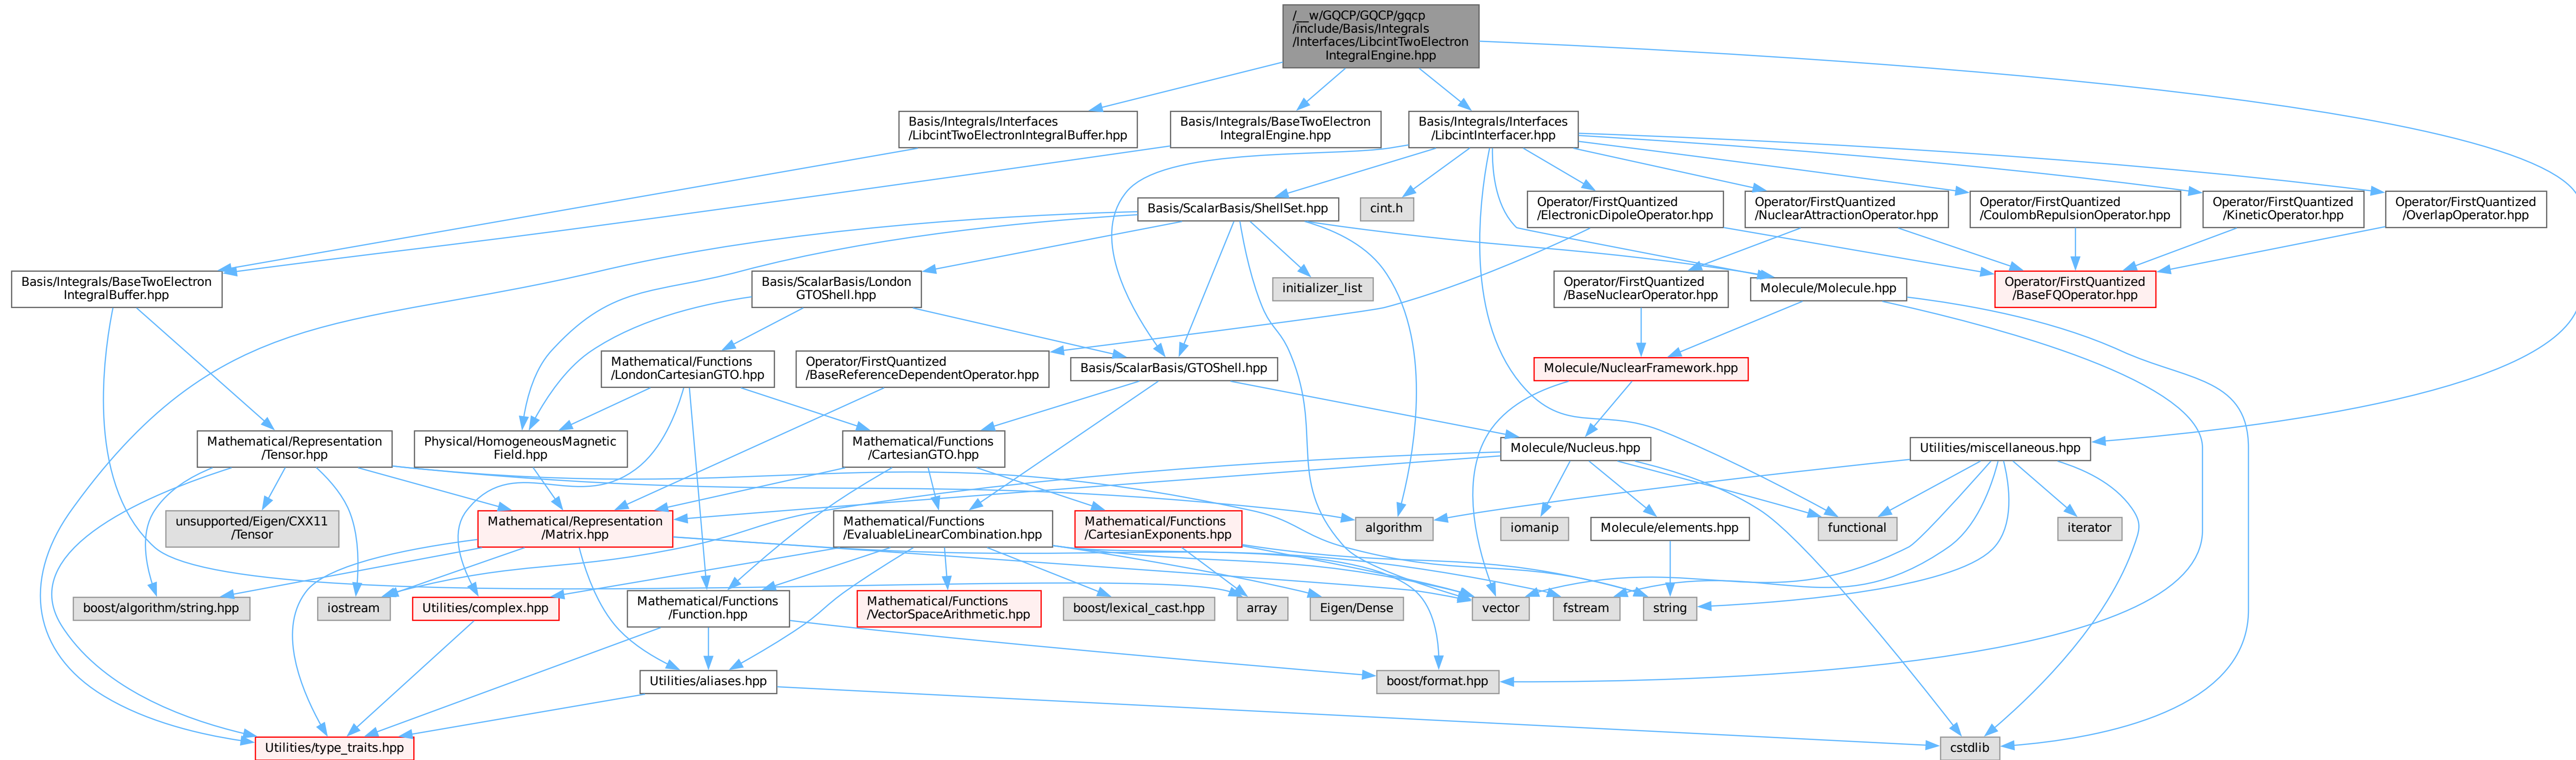 /__w/GQCP/GQCP/gqcp
/include/Basis/Integrals
/Interfaces/LibcintTwoElectron
IntegralEngine.hpp
Basis/Integrals/Interfaces
/LibcintTwoElectronIntegralBuffer.hpp
Basis/Integrals/BaseTwoElectron
IntegralEngine.hpp
Basis/Integrals/Interfaces
/LibcintInterfacer.hpp
Basis/ScalarBasis/ShellSet.hpp
cint.h
Operator/FirstQuantized
/ElectronicDipoleOperator.hpp
Operator/FirstQuantized
/NuclearAttractionOperator.hpp
Operator/FirstQuantized
/CoulombRepulsionOperator.hpp
Operator/FirstQuantized
/KineticOperator.hpp
Operator/FirstQuantized
/OverlapOperator.hpp
Basis/Integrals/BaseTwoElectron
IntegralBuffer.hpp
Basis/ScalarBasis/London
GTOShell.hpp
initializer_list
Operator/FirstQuantized
/BaseNuclearOperator.hpp
Molecule/Molecule.hpp
Operator/FirstQuantized
/BaseFQOperator.hpp
Mathematical/Functions
/LondonCartesianGTO.hpp
Operator/FirstQuantized
/BaseReferenceDependentOperator.hpp
Basis/ScalarBasis/GTOShell.hpp
Molecule/NuclearFramework.hpp
Mathematical/Representation
/Tensor.hpp
Physical/HomogeneousMagnetic
Field.hpp
Mathematical/Functions
/CartesianGTO.hpp
Molecule/Nucleus.hpp
Utilities/miscellaneous.hpp
unsupported/Eigen/CXX11
/Tensor
Mathematical/Representation
/Matrix.hpp
algorithm
Mathematical/Functions
/EvaluableLinearCombination.hpp
Mathematical/Functions
/CartesianExponents.hpp
iomanip
Molecule/elements.hpp
functional
iterator
boost/algorithm/string.hpp
iostream
Utilities/complex.hpp
Mathematical/Functions
/Function.hpp
Mathematical/Functions
/VectorSpaceArithmetic.hpp
boost/lexical_cast.hpp
array
Eigen/Dense
vector
fstream
string
Utilities/aliases.hpp
boost/format.hpp
Utilities/type_traits.hpp
cstdlib